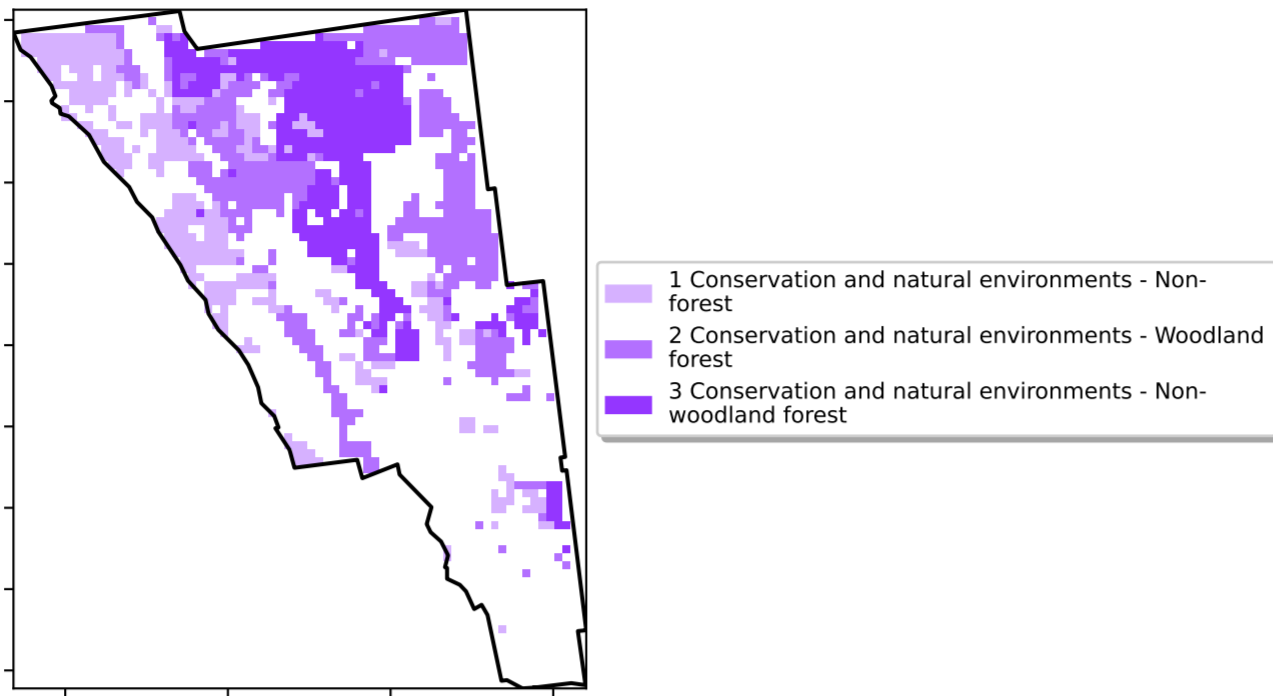 1 Conservation and natural environments - Non-
forest
2 Conservation and natural environments - Woodland
forest
3 Conservation and natural environments - Non-
woodland forest